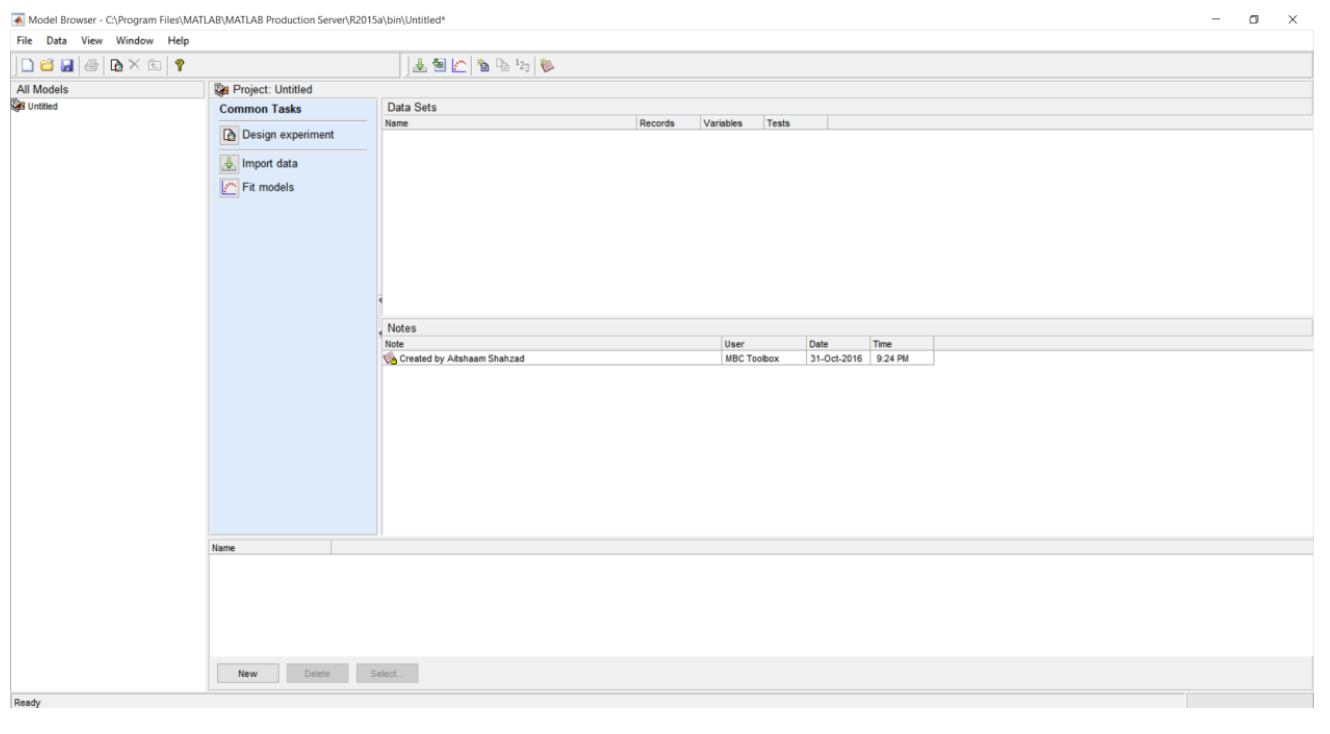 Model Browser - C:\Program Files\MATLAB\MATLAB Production Server\R2015a\bin\Untitled*
File Data View Window Help
All Models
Untitled
Project: Untitled
Common Tasks
Design experiment
Import data
Fit models
Data Sets
Name Records Variables Tests
Notes
Note User Date Time
Created by Aitshaam Shahzad MBC Toolbox 31-Oct-2016 9:24 PM
Name
New Delete Select...
Ready